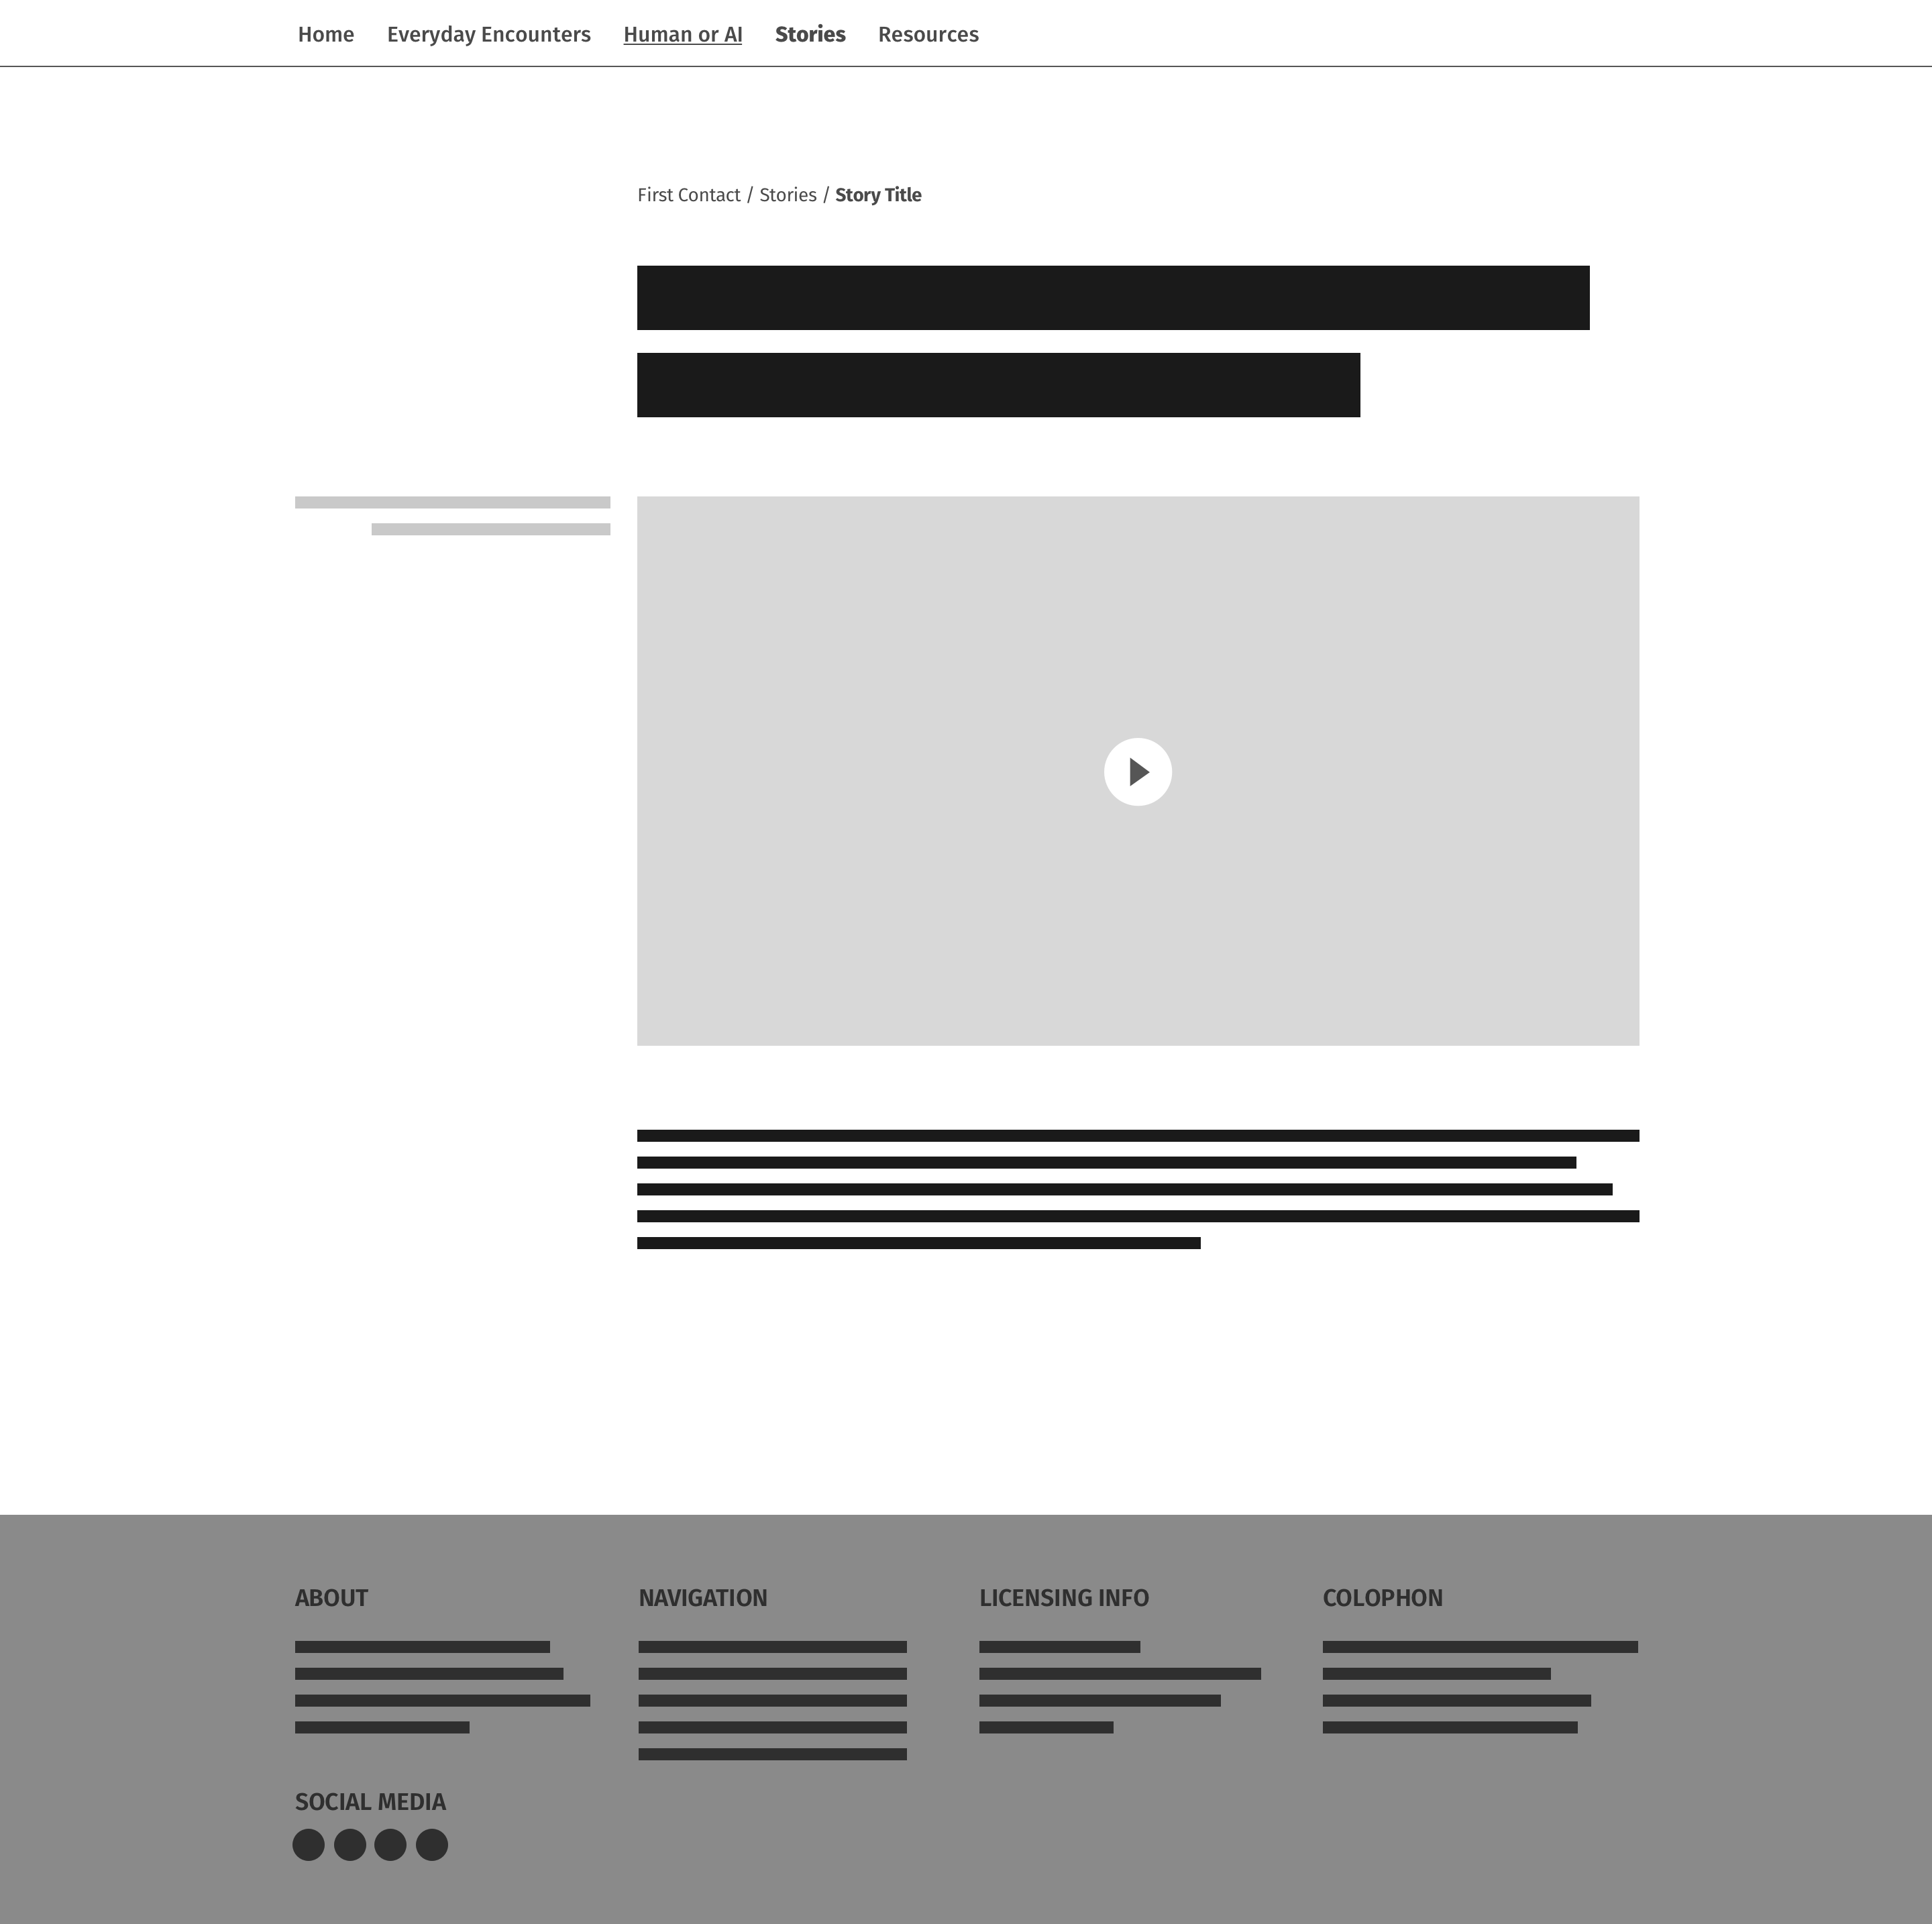 Home Everyday Encounters Human or AI Stories Resources
First Contact / Stories / Story Title
ABOUT NAVIGATION LICENSING INFO COLOPHON
SOCIAL MEDIA